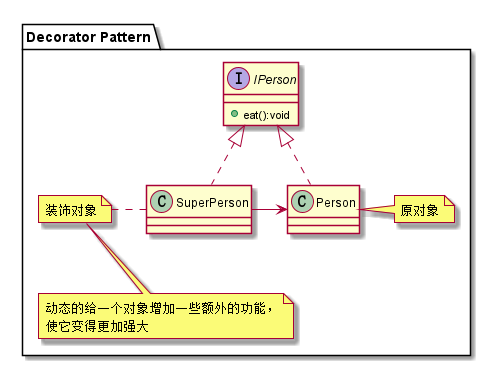 Decorator Pattern
I IPerson
eat():void
装饰对象
C SuperPerson
C Person
原对象
动态的给一个对象增加一些额外的功能，
使它变得更加强大